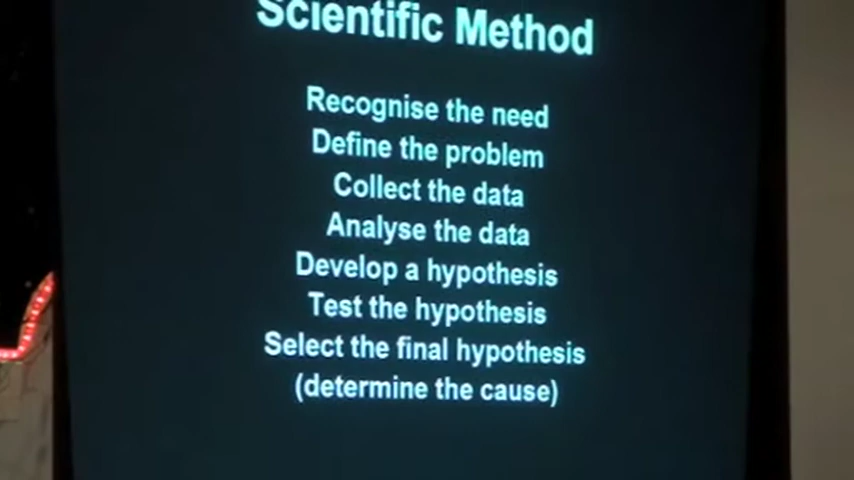 Scientific Method
Recognise the need
Define the problem
Collect the data
Analyse the data
Develop a hypothesis
Test the hypothesis
Select the final hypothesis
(determine the cause)